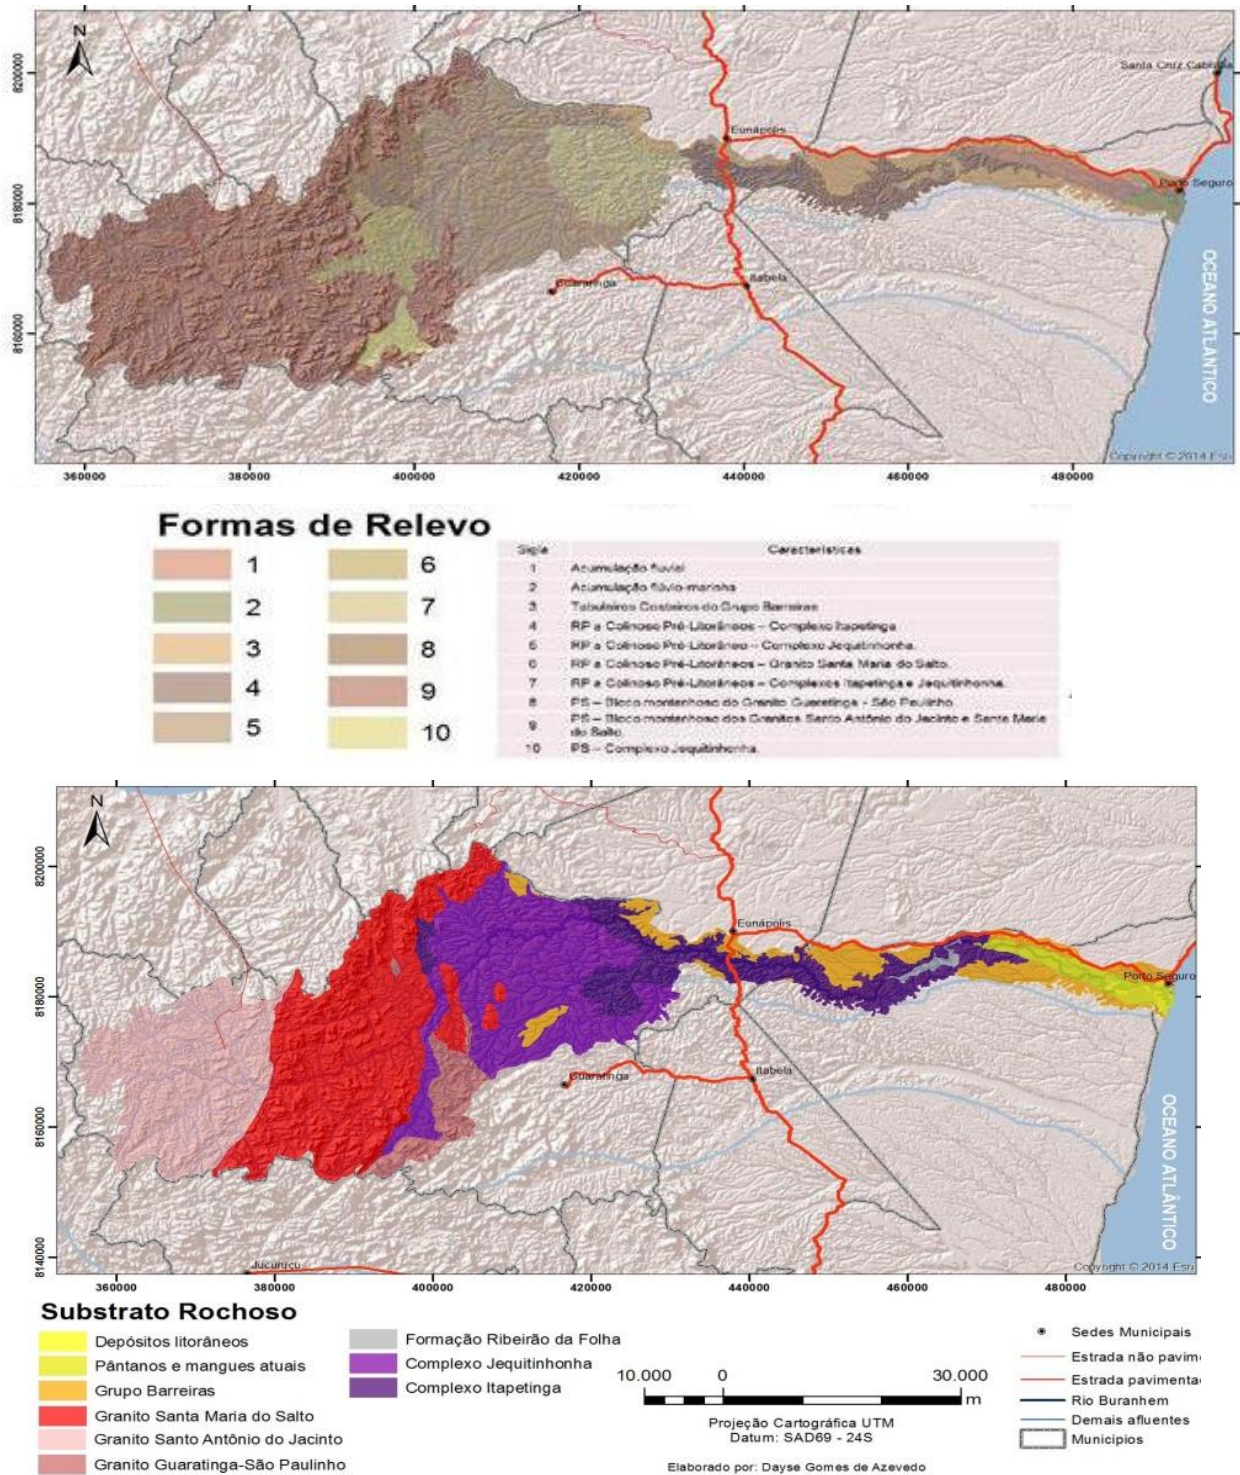 N
Santa Cruz Cabrália
Eunápolis
Porto Seguro
Guaratinga
Itabela
OCEANO ATLÂNTICO
8200000
8180000
8160000
Copyright © 2014 Esri
360000 400000 420000 440000 460000 480000
Formas de Relevo
1 6
2 7
3 8
4 9
5 10
Sigla Características
1 Acumulação fluvial
2 Acumulação flúvio-marinha
3 Tabuleiros Costeiros do Grupo Barreiras
4 RP a Colinoso Pré-Litorâneos – Complexo Itapetinga
5 RP a Colinoso Pré-Litorâneo – Complexo Jequitinhonha.
6 RP a Colinoso Pré-Litorâneos – Granito Santa Maria do Salto.
7 RP a Colinoso Pré-Litorâneos – Complexos Itapetinga e Jequitinhonha.
8 PS – Bloco montanhoso do Granito Guaratinga - São Paulinho
9 PS – Bloco montanhoso dos Granitos Santo Antônio do Jacinto e Santa Maria
do Salto.
10 PS – Complexo Jequitinhonha.
N
8200000
8180000
8160000
8140000
Eunápolis
Porto Seguro
Guaratinga
Itabela
OCEANO ATLÂNTICO
Jucuruçu
Copyright © 2014 Esri
360000 380000 400000 420000 440000 460000 480000
Substrato Rochoso
Depósitos litorâneos
Pântanos e mangues atuais
Grupo Barreiras
Granito Santa Maria do Salto
Granito Santo Antônio do Jacinto
Granito Guaratinga-São Paulinho
Formação Ribeirão da Folha
Complexo Jequitinhonha
Complexo Itapetinga
10.000 0 30.000
m
Projeção Cartográfica UTM
Datum: SAD69 - 24S
Elaborado por: Dayse Gomes de Azevedo
Sedes Municipais
Estrada não pavime
Estrada pavimentad
Rio Buranhem
Demais afluentes
Municipios